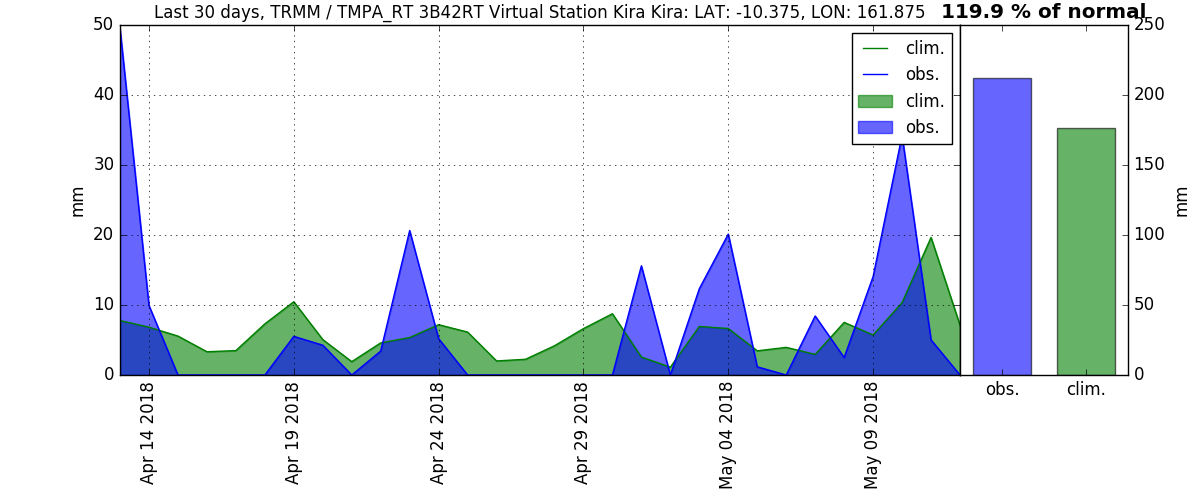 Last 30 days, TRMM / TMPA_RT 3B42RT Virtual Station Kira Kira: LAT: -10.375, LON: 161.875
119.9 % of normal
50
40
30
20
10
0
mm
clim.
obs.
clim.
obs.
250
200
150
100
50
0
mm
Apr 14 2018
Apr 19 2018
Apr 24 2018
Apr 29 2018
May 04 2018
May 09 2018
obs.
clim.